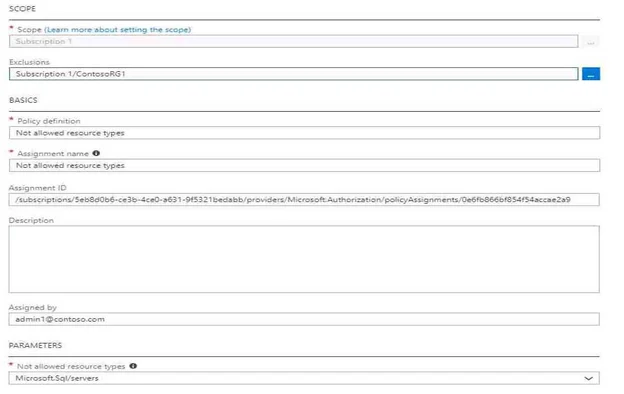 SCOPE
* Scope (Learn more about setting the scope)
Subscription 1
...
Exclusions
Subscription 1/ContosoRG1
...
BASICS
* Policy definition
Not allowed resource types
* Assignment name
Not allowed resource types
Assignment ID
/subscriptions/5eb8d0b6-ce3b-4ce0-a631-9f5321bedabb/providers/Microsoft.Authorization/policyAssignments/0e6fb866bf854f54accae2a9
Description
Assigned by
admin1@contoso.com
PARAMETERS
* Not allowed resource types
Microsoft.Sql/servers